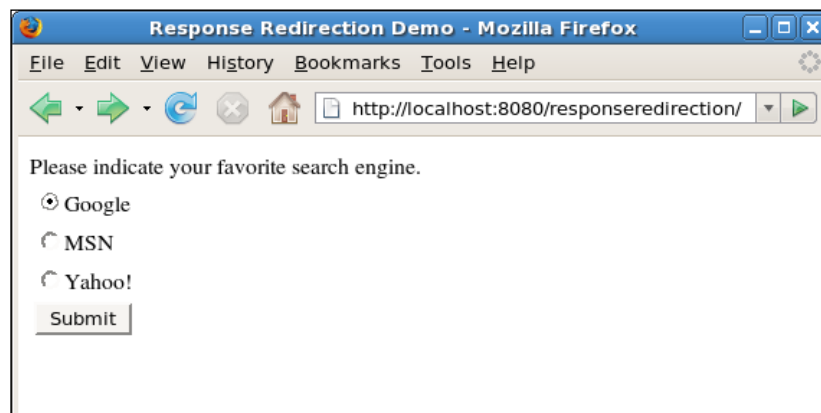 Response Redirection Demo - Mozilla Firefox
File Edit View History Bookmarks Tools Help
http://localhost:8080/responseredirection/
Please indicate your favorite search engine.
Google
MSN
Yahoo!
Submit